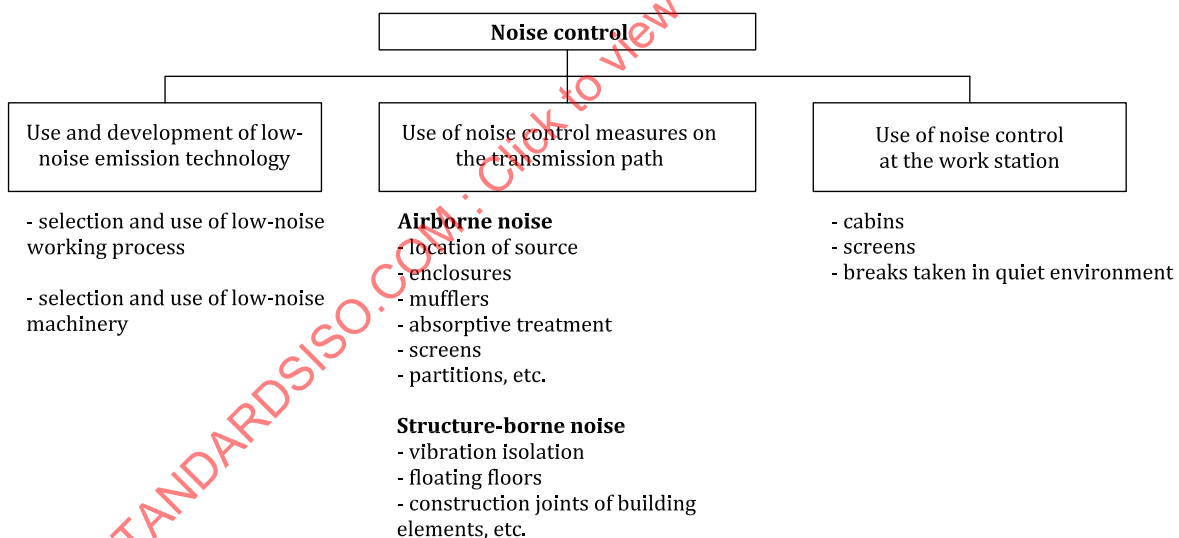 Noise control
Use and development of low-
noise emission technology
- selection and use of low-noise
working process
- selection and use of low-noise
machinery
Use of noise control measures on
the transmission path
Airborne noise
- location of source
- enclosures
- mufflers
- absorptive treatment
- screens
- partitions, etc.
Structure-borne noise
- vibration isolation
- floating floors
- construction joints of building
elements, etc.
Use of noise control
at the work station
- cabins
- screens
- breaks taken in quiet environment
TANDARDSISO.COM : Click to view